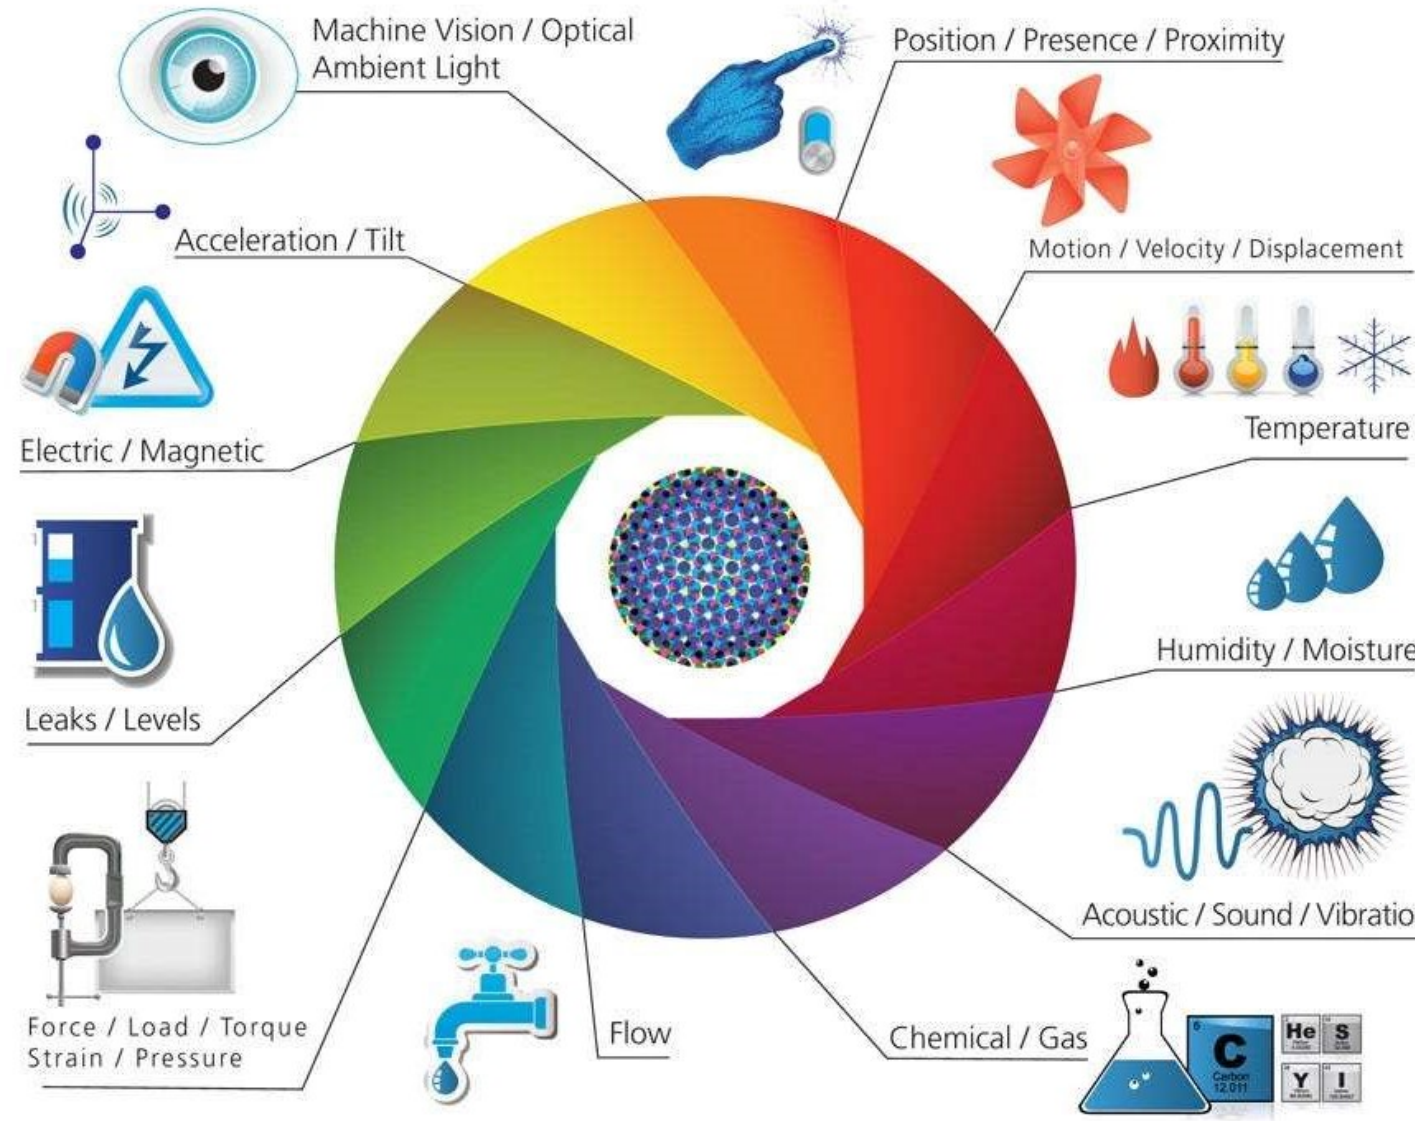 Machine Vision / Optical
Ambient Light
Position / Presence / Proximity
Acceleration / Tilt
Motion / Velocity / Displacement
Temperature
Electric / Magnetic
Humidity / Moisture
Leaks / Levels
Acoustic / Sound / Vibratio
Force / Load / Torque
Strain / Pressure
Flow
Chemical / Gas
6
C
Carbon
12.011
He
S
Y
I